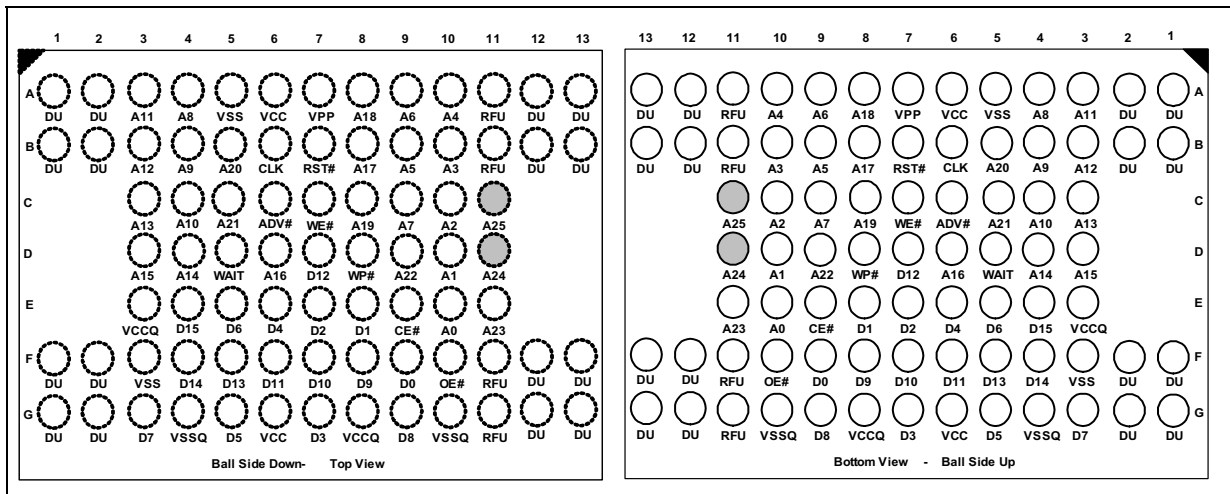 1 2 3 4 5 6 7 8 9 10 11 12 13
A
DU DU A11 A8 VSS VCC VPP A18 A6 A4 RFU DU DU
B
DU DU A12 A9 A20 CLK RST# A17 A5 A3 RFU DU DU
C
A13 A10 A21 ADV# WE# A19 A7 A2 A25
D
A15 A14 WAIT A16 D12 WP# A22 A1 A24
E
VCCQ D15 D6 D4 D2 D1 CE# A0 A23
F
DU DU VSS D14 D13 D11 D10 D9 D0 OE# RFU DU DU
G
DU DU D7 VSSQ D5 VCC D3 VCCQ D8 VSSQ RFU DU DU
Ball Side Down- Top View
13 12 11 10 9 8 7 6 5 4 3 2 1
A
DU DU RFU A4 A6 A18 VPP VCC VSS A8 A11 DU DU
B
DU DU RFU A3 A5 A17 RST# CLK A20 A9 A12 DU DU
C
A25 A2 A7 A19 WE# ADV# A21 A10 A13
D
A24 A1 A22 WP# D12 A16 WAIT A14 A15
E
A23 A0 CE# D1 D2 D4 D6 D15 VCCQ
F
DU DU RFU OE# D0 D9 D10 D11 D13 D14 VSS DU DU
G
DU DU RFU VSSQ D8 VCCQ D3 VCC D5 VSSQ D7 DU DU
Bottom View - Ball Side Up